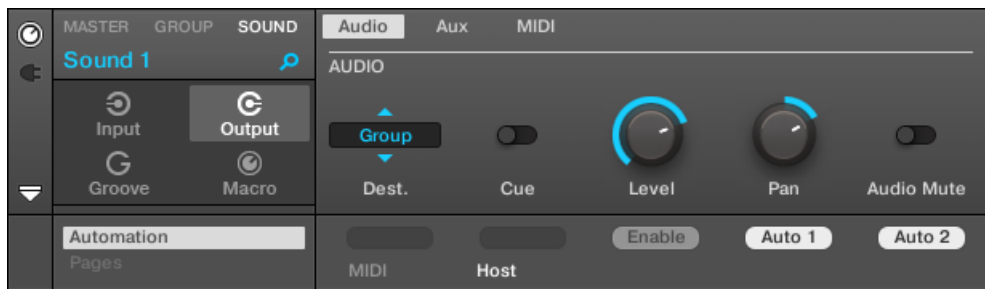 MASTER GROUP SOUND
Sound 1
Input Output
Groove Macro
Automation
Pages
Audio Aux MIDI
AUDIO
Group
Dest. Cue Level Pan Audio Mute
Enable Auto 1 Auto 2
MIDI Host